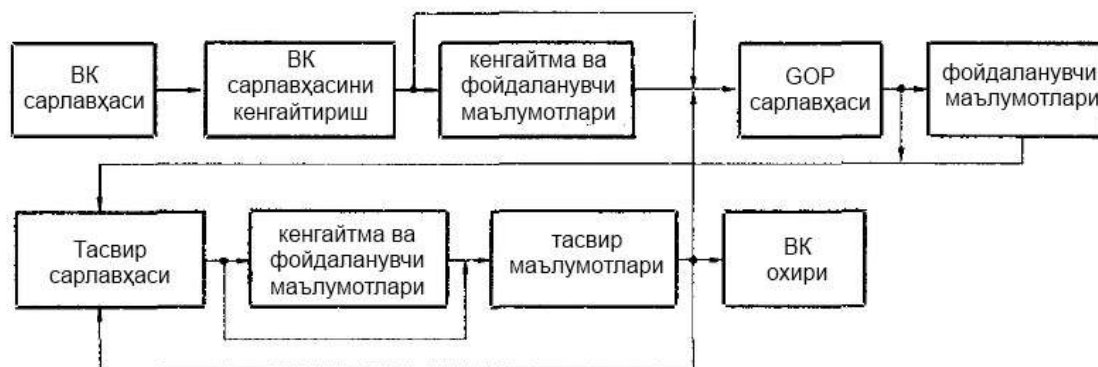 ВК
сарлавҳаси
ВК
сарлавҳасини
кенгайтириш
кенгайтма ва
фойдаланувчи
маълумотлари
GOP
сарлавҳаси
фойдаланувчи
маълумотлари
Тасвир
сарлавҳаси
кенгайтма ва
фойдаланувчи
маълумотлари
тасвир
маълумотлари
ВК
охири